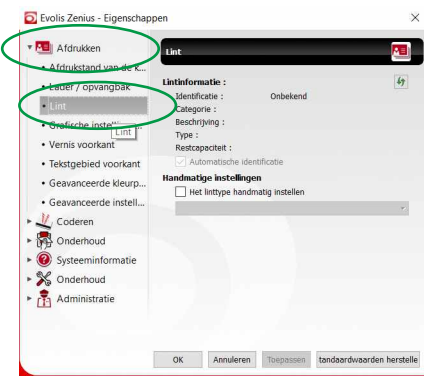 Evolis Zenius - Eigenschappen
Afdrukken
• Afdrukstand van de k...
• Lader / opvangbak
• Lint
• Grafische
Lint
• Vernis voorkant
• Tekstgebied voorkant
• Geavanceerde kleurp...
• Geavanceerde instell...
Coderen
Onderhoud
Systeeminformatie
Onderhoud
Administratie
Lint
Lintinformatie :
Identificatie : Onbekend
Categorie :
Beschrijving :
Type :
Restcapaciteit :
Automatische identificatie
Handmatige instellingen
Het linttype handmatig instellen
OK Annuleren Toepassen tandaardwaarden herstelle